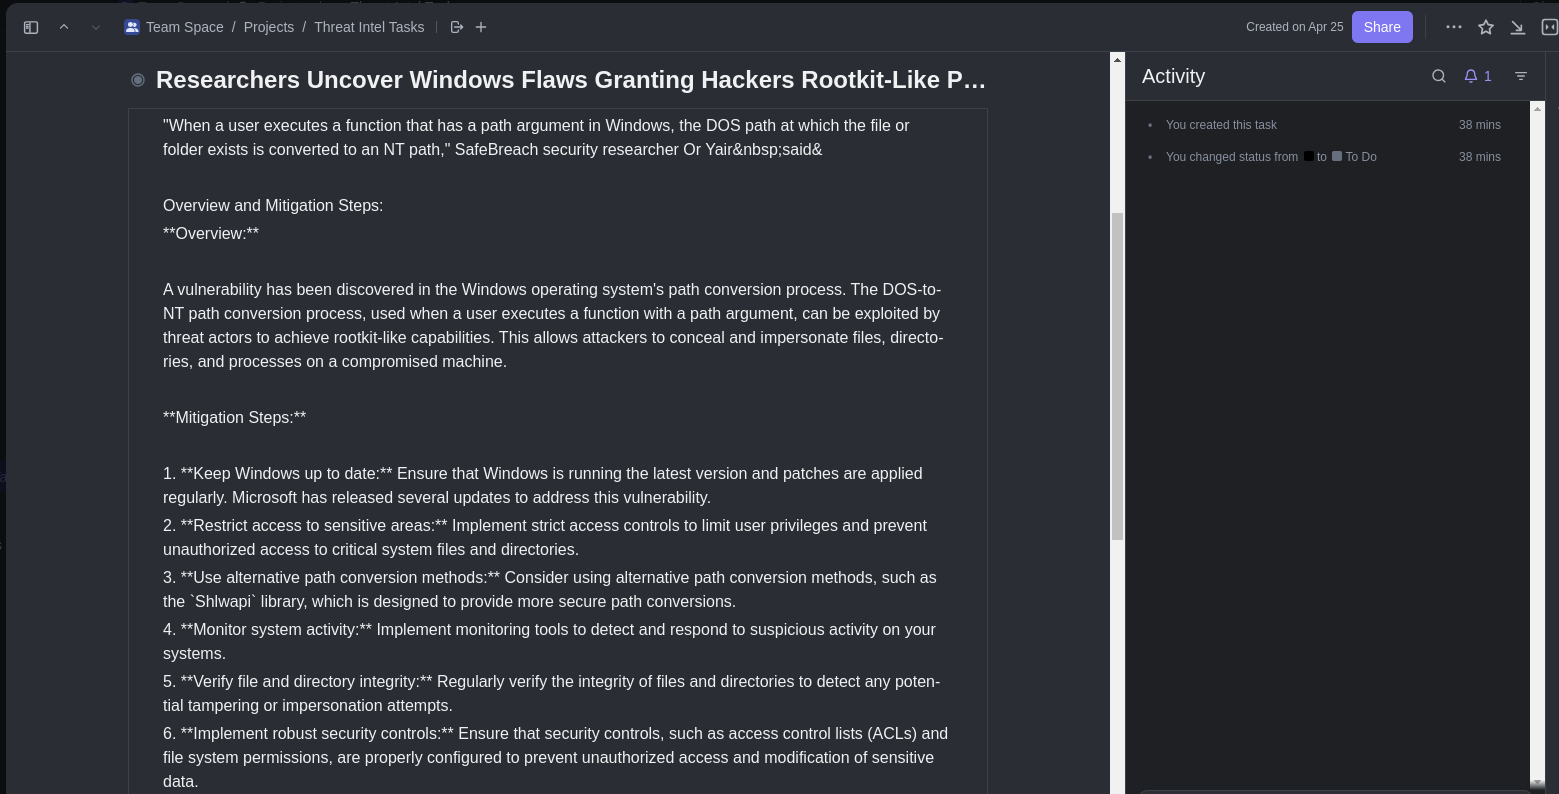 Team Space / Projects / Threat Intel Tasks
Created on Apr 25
Share
Researchers Uncover Windows Flaws Granting Hackers Rootkit-Like P…
"When a user executes a function that has a path argument in Windows, the DOS path at which the file or
folder exists is converted to an NT path," SafeBreach security researcher Or Yair&nbsp;said&
Overview and Mitigation Steps:
**Overview:**
A vulnerability has been discovered in the Windows operating system's path conversion process. The DOS-to-
NT path conversion process, used when a user executes a function with a path argument, can be exploited by
threat actors to achieve rootkit-like capabilities. This allows attackers to conceal and impersonate files, directo-
ries, and processes on a compromised machine.
**Mitigation Steps:**
1. **Keep Windows up to date:** Ensure that Windows is running the latest version and patches are applied
regularly. Microsoft has released several updates to address this vulnerability.
2. **Restrict access to sensitive areas:** Implement strict access controls to limit user privileges and prevent
unauthorized access to critical system files and directories.
3. **Use alternative path conversion methods:** Consider using alternative path conversion methods, such as
the `Shlwapi` library, which is designed to provide more secure path conversions.
4. **Monitor system activity:** Implement monitoring tools to detect and respond to suspicious activity on your
systems.
5. **Verify file and directory integrity:** Regularly verify the integrity of files and directories to detect any poten-
tial tampering or impersonation attempts.
6. **Implement robust security controls:** Ensure that security controls, such as access control lists (ACLs) and
file system permissions, are properly configured to prevent unauthorized access and modification of sensitive
data.
Activity
1
You created this task 38 mins
You changed status from to To Do 38 mins